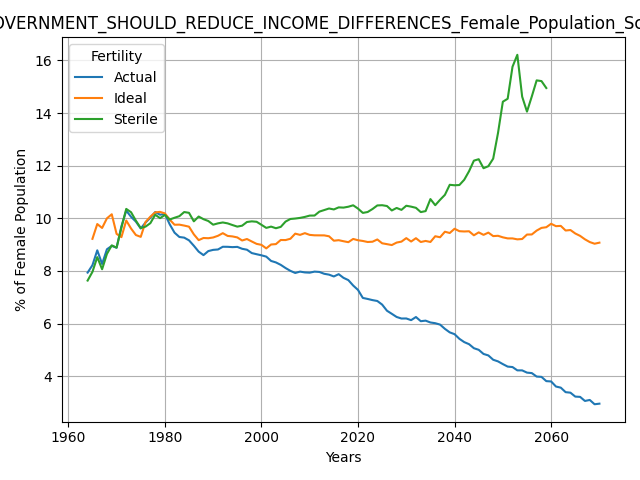 OVERNMENT_SHOULD_REDUCE_INCOME_DIFFERENCES_Female_Population_So
Fertility
Actual
Ideal
Sterile
% of Female Population
16
14
12
10
8
6
4
1960
1980
2000
2020
2040
2060
Years